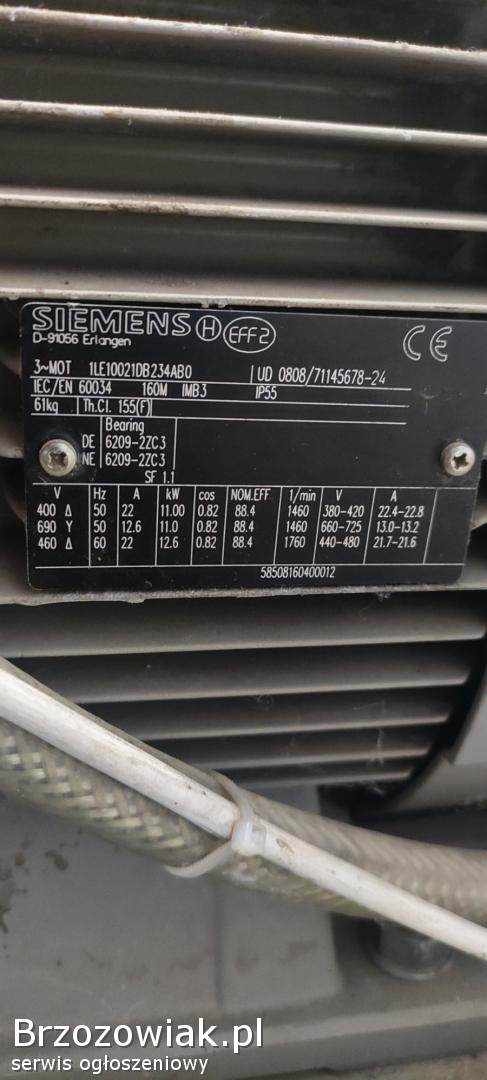 SIEMENS H EFF2 CE
D-91056 Erlangen
3~MOT 1LE10021DB234AB0 UD 0808/71145678-24
IEC/EN 60034 160M IMB3 IP55
61kg Th.Cl. 155(F)
Bearing
DE 6209-2ZC3
NE 6209-2ZC3
SF 1.1
V Hz A kW cos NOM.EFF 1/min V A
400 Δ 50 22 11.00 0.82 88.4 1460 380-420 22.4-22.8
690 Y 50 12.6 11.0 0.82 88.4 1460 660-725 13.0-13.2
460 Δ 60 22 12.6 0.82 88.4 1760 440-480 21.7-21.6
58508160400012
Brzozowiak.pl
serwis ogłoszeniowy